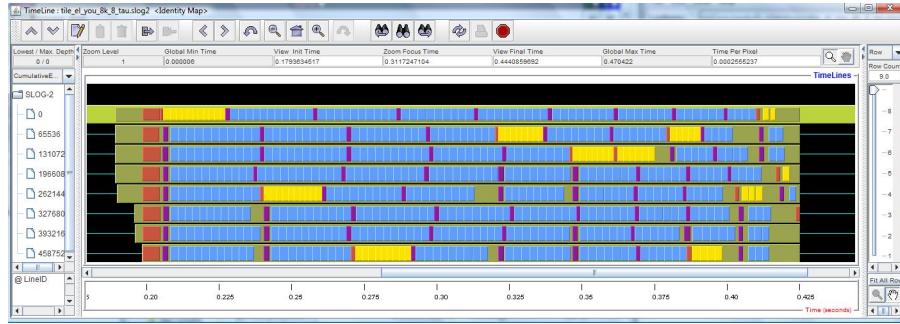 TimeLine : tile_el_you_8k_8_tau.slog2 <Identity Map>
Lowest / Max. Depth
0 / 0
Zoom Level
1
Global Min Time
0.000006
View Init Time
0.1793634517
Zoom Focus Time
0.3117247104
View Final Time
0.4440859692
Global Max Time
0.470422
Time Per Pixel
0.0002555237
Row
Row Count
9.0
CumulativeE...
TimeLines
SLOG-2
0
65536
131072
196608
262144
327680
393216
458752
8
7
6
5
4
3
2
1
@ LineID
Fit All Row
0.20
0.225
0.25
0.275
0.30
0.325
0.35
0.375
0.40
0.425
Time (seconds)